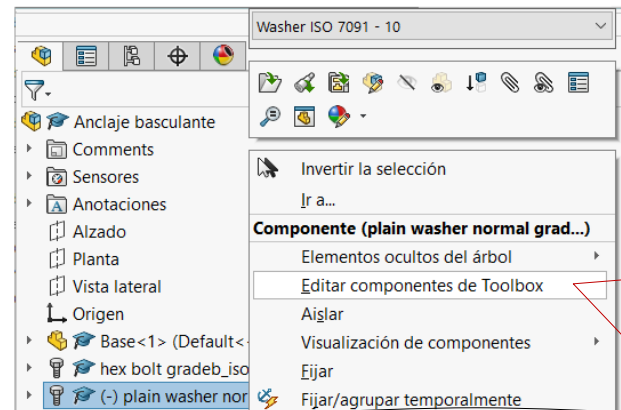 Washer ISO 7091 - 10
Anclaje basculante
Comments
Sensores
Anotaciones
Alzado
Planta
Vista lateral
Origen
Base<1> (Default<
hex bolt gradeb_iso
(-) plain washer nor
Invertir la selección
Ir a...
Componente (plain washer normal grad...)
Elementos ocultos del árbol
Editar componentes de Toolbox
Aislar
Visualización de componentes
Fijar
Fijar/agrupar temporalmente